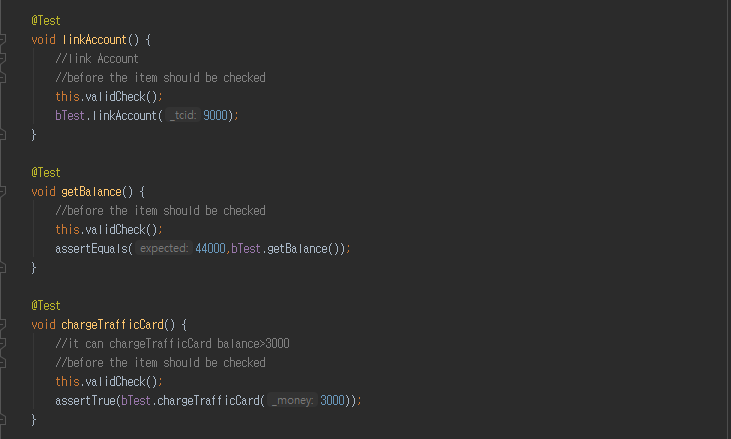 @Test
void linkAccount() {
//link Account
//before the item should be checked
this.validCheck();
bTest.linkAccount( _tcid: 9000);
}
@Test
void getBalance() {
//before the item should be checked
this.validCheck();
assertEquals( expected: 44000,bTest.getBalance());
}
@Test
void chargeTrafficCard() {
//it can chargeTrafficCard balance>3000
//before the item should be checked
this.validCheck();
assertTrue(bTest.chargeTrafficCard( _money: 3000));
}